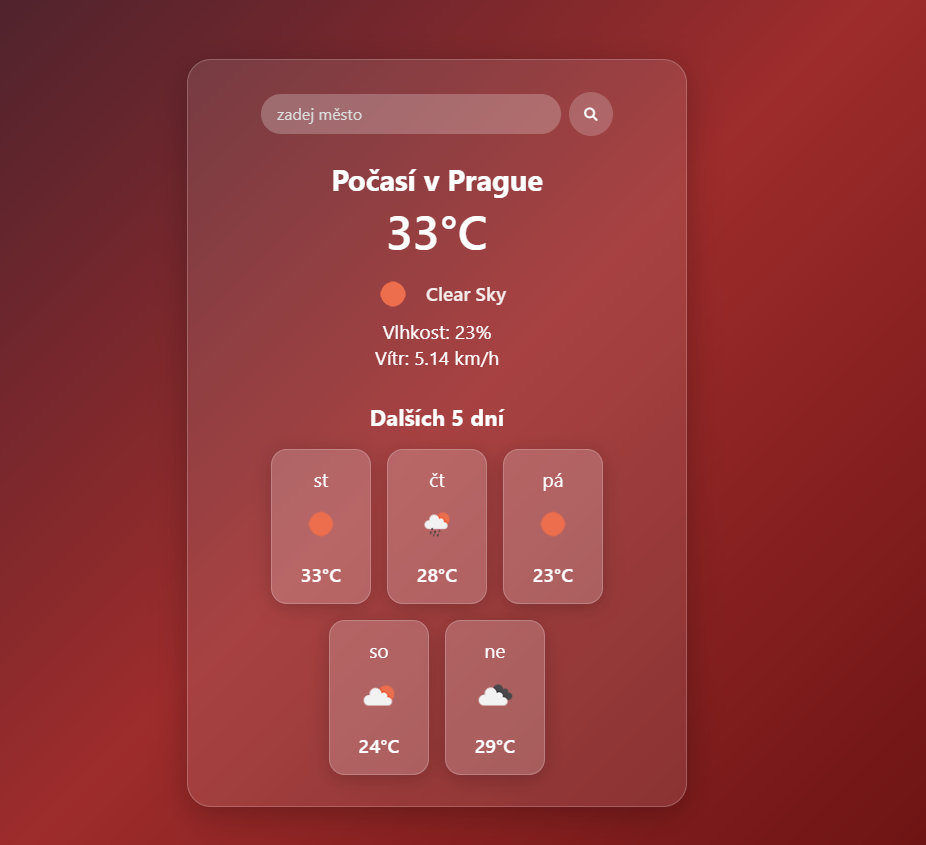 zadej město
Počasí v Prague
33°C
Clear Sky
Vlhkost: 23%
Vítr: 5.14 km/h
Dalších 5 dní
st čt pá
33°C 28°C 23°C
so ne
24°C 29°C